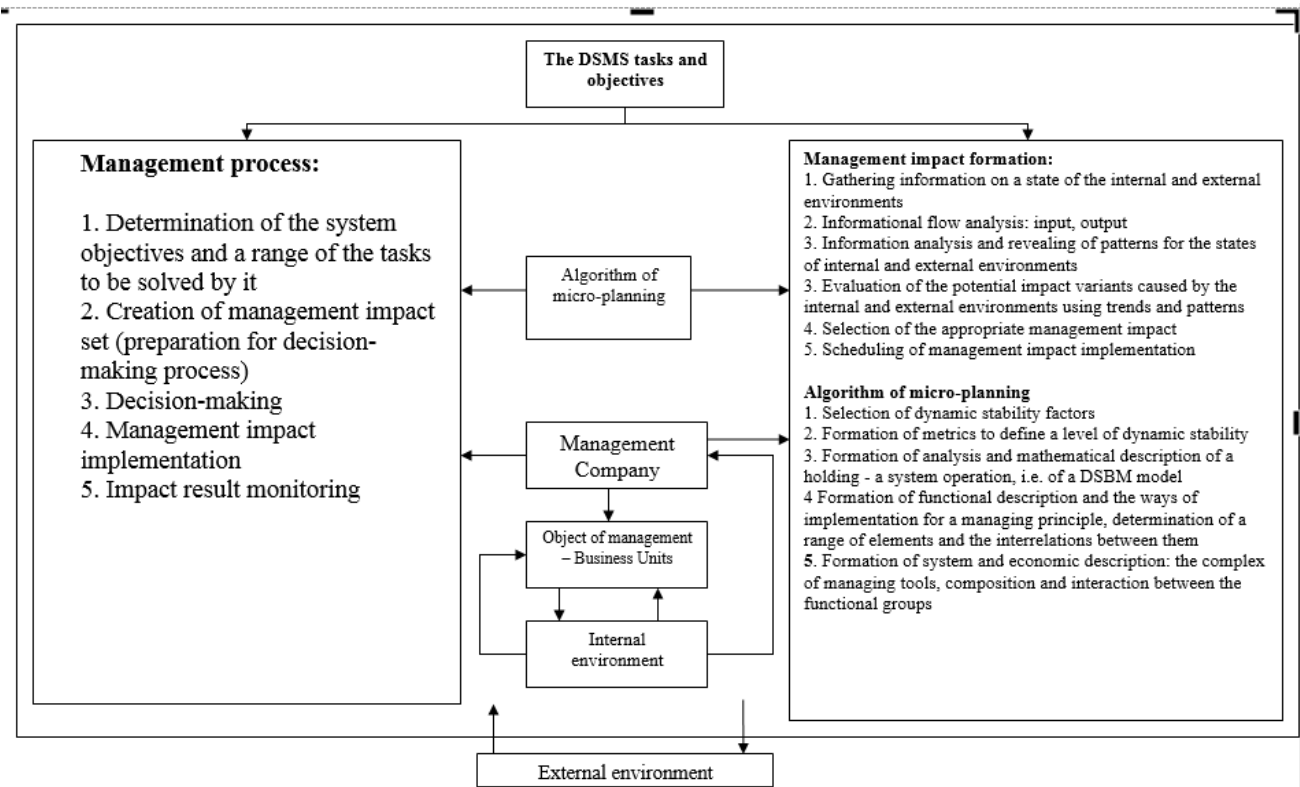 The DSMS tasks and
objectives
Management process:
1. Determination of the system
objectives and a range of the tasks
to be solved by it
2. Creation of management impact
set (preparation for decision-
making process)
3. Decision-making
4. Management impact
implementation
5. Impact result monitoring
Algorithm of
micro-planning
Management
Company
Object of management
– Business Units
Internal
environment
External environment
Management impact formation:
1. Gathering information on a state of the internal and external
environments
2. Informational flow analysis: input, output
3. Information analysis and revealing of patterns for the states
of internal and external environments
3. Evaluation of the potential impact variants caused by the
internal and external environments using trends and patterns
4. Selection of the appropriate management impact
5. Scheduling of management impact implementation
Algorithm of micro-planning
1. Selection of dynamic stability factors
2. Formation of metrics to define a level of dynamic stability
3. Formation of analysis and mathematical description of a
holding - a system operation, i.e. of a DSBM model
4 Formation of functional description and the ways of
implementation for a managing principle, determination of a
range of elements and the interrelations between them
5. Formation of system and economic description: the complex
of managing tools, composition and interaction between the
functional groups